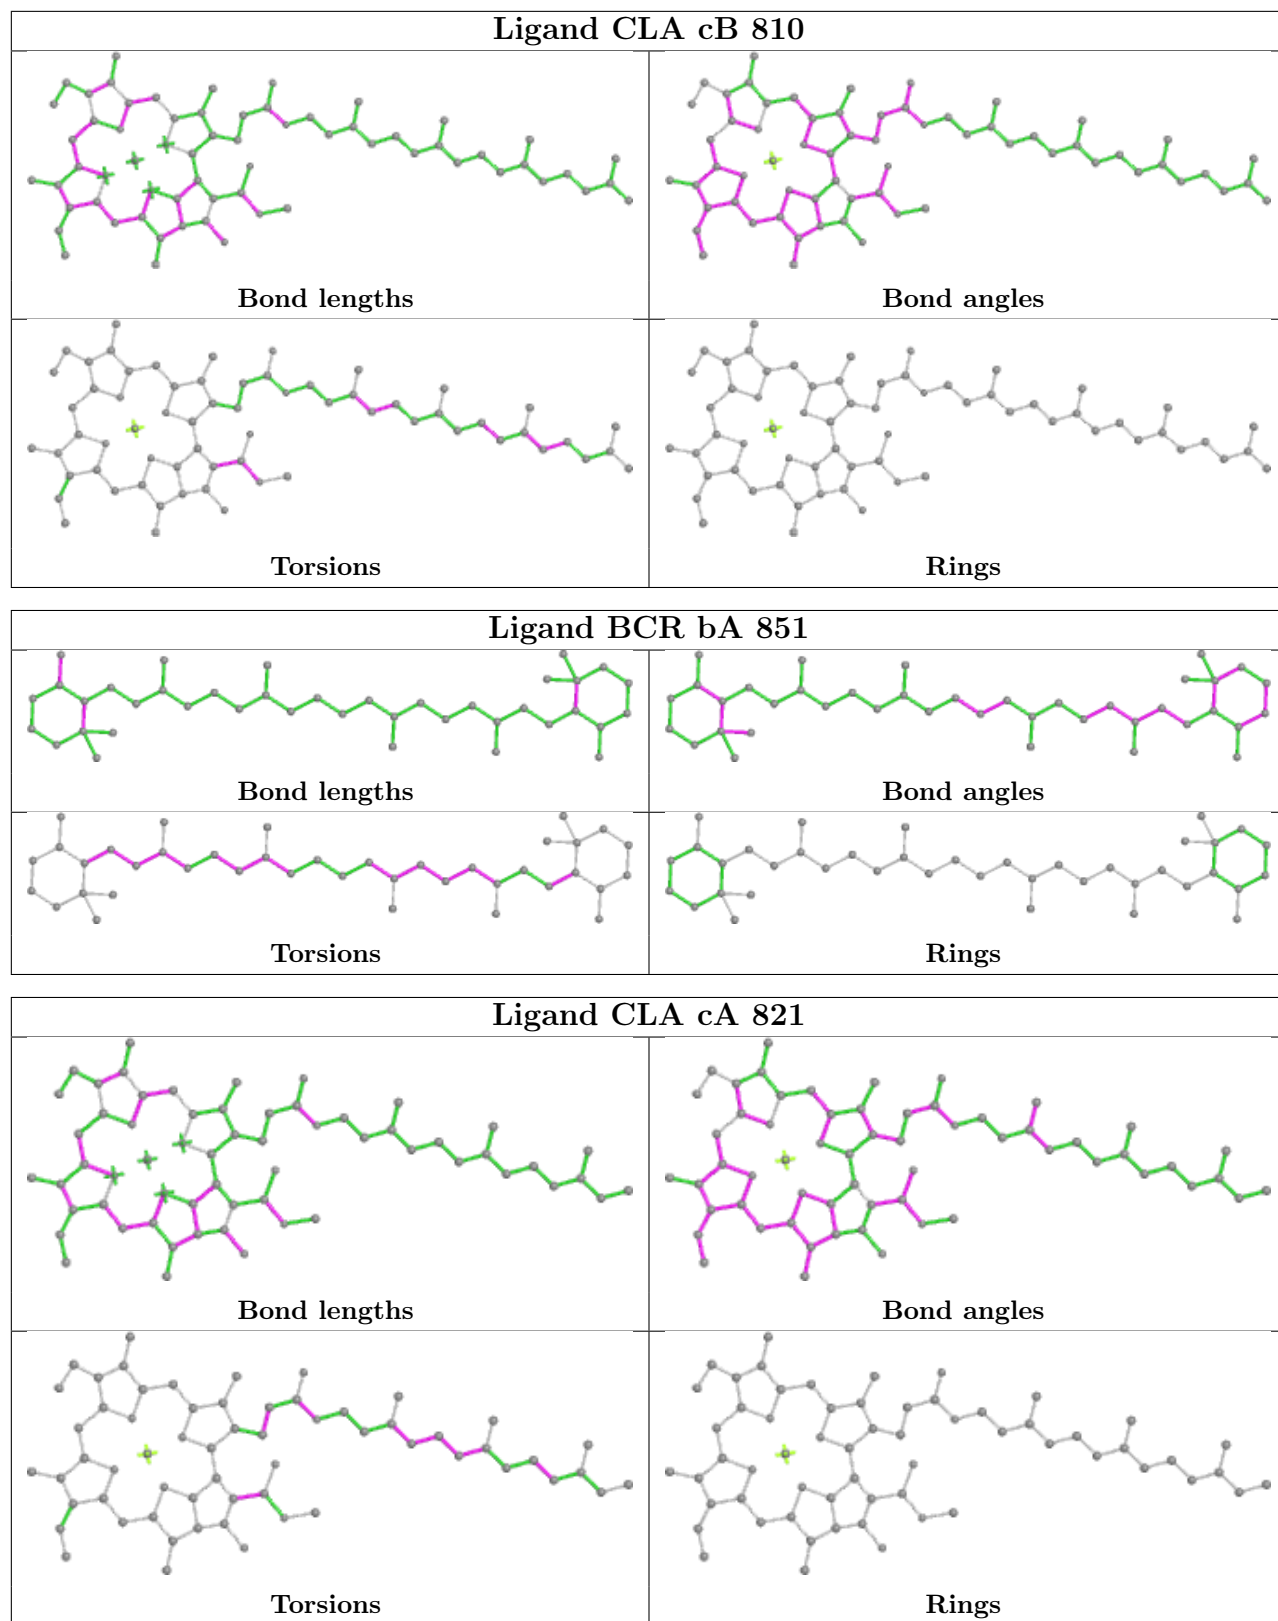 Ligand CLA cB 810
Bond lengths
Bond angles
Torsions
Rings
Ligand BCR bA 851
Bond lengths
Bond angles
Torsions
Rings
Ligand CLA cA 821
Bond lengths
Bond angles
Torsions
Rings